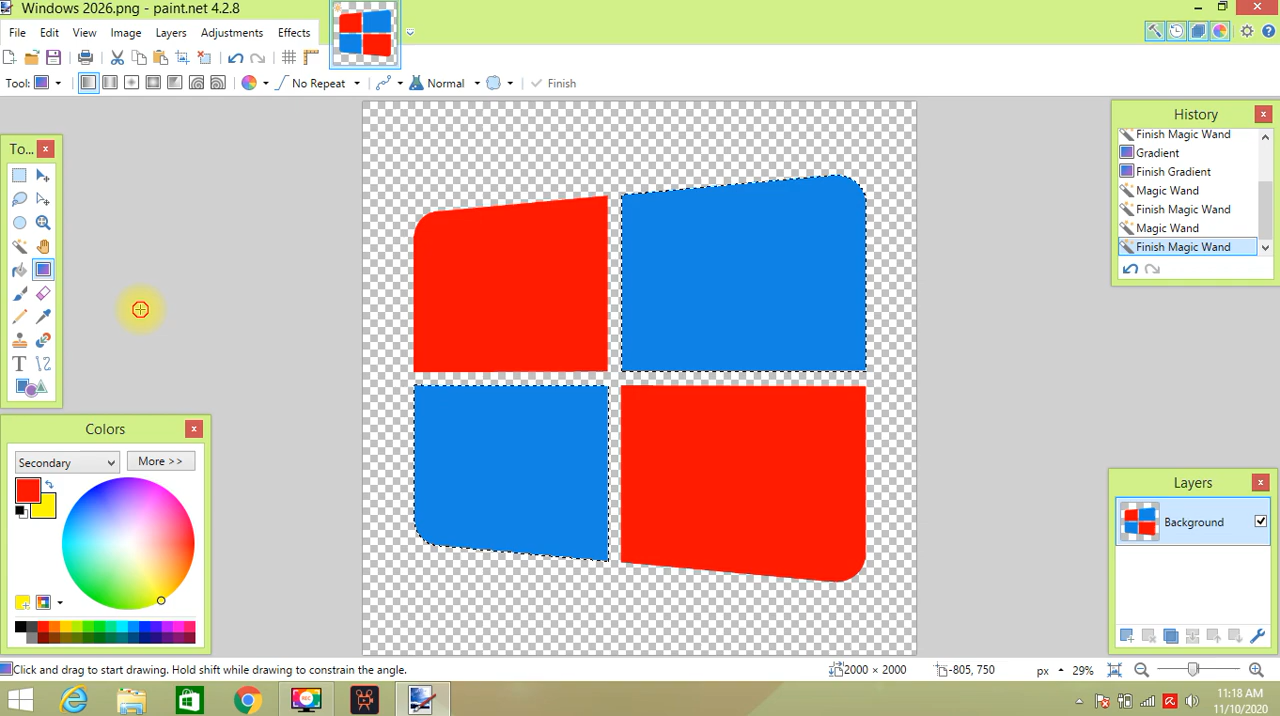 Windows 2026.png - paint.net 4.2.8
File Edit View Image Layers Adjustments Effects
Tool: No Repeat Normal Finish
To...
History
Finish Magic Wand
Gradient
Finish Gradient
Magic Wand
Finish Magic Wand
Magic Wand
Finish Magic Wand
Colors
Secondary More >>
Layers
Background
Click and drag to start drawing. Hold shift while drawing to constrain the angle. 2000 × 2000 -805, 750 px 29%
REC
11:18 AM
11/10/2020